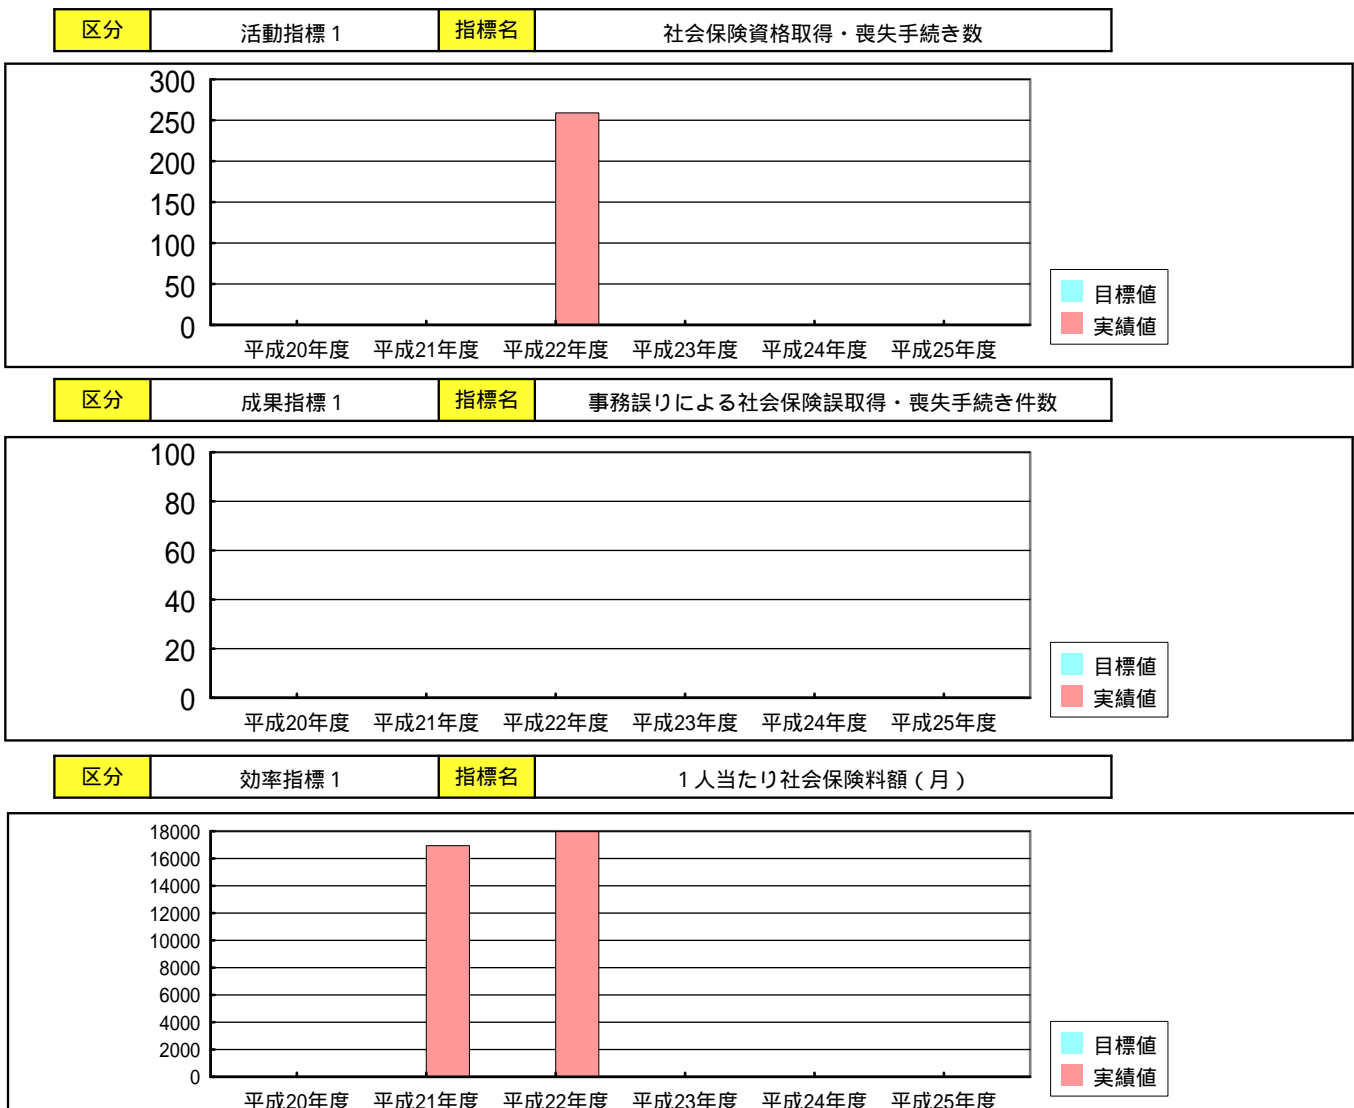 区分 活動指標1 指標名 社会保険資格取得・喪失手続き数
300
250
200
150
100
50
0
平成20年度 平成21年度 平成22年度 平成23年度 平成24年度 平成25年度
目標値
実績値
区分 成果指標1 指標名 事務誤りによる社会保険誤取得・喪失手続き件数
100
80
60
40
20
0
平成20年度 平成21年度 平成22年度 平成23年度 平成24年度 平成25年度
目標値
実績値
区分 効率指標1 指標名 1人当たり社会保険料額(月)
18000
16000
14000
12000
10000
8000
6000
4000
2000
0
平成20年度 平成21年度 平成22年度 平成23年度 平成24年度 平成25年度
目標値
実績値